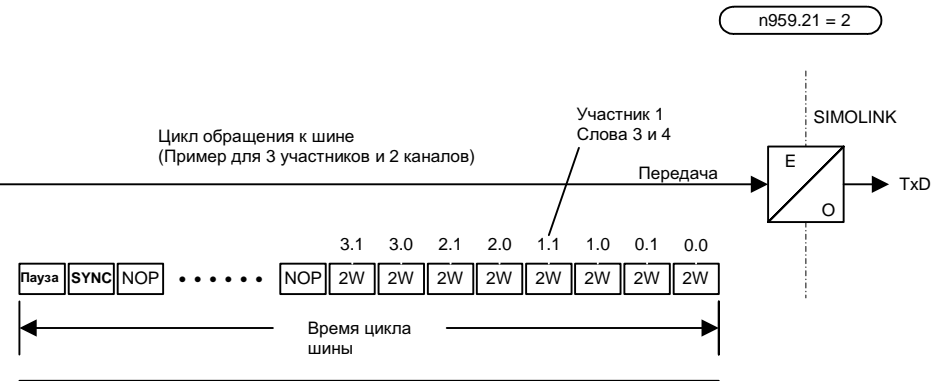 n959.21 = 2
Участник 1
Слова 3 и 4
SIMOLINK
Цикл обращения к шине
(Пример для 3 участников и 2 каналов)
Передача
E
O
TxD
3.1 3.0 2.1 2.0 1.1 1.0 0.1 0.0
Пауза SYNC NOP • • • • • • NOP 2W 2W 2W 2W 2W 2W 2W 2W
Время цикла
шины